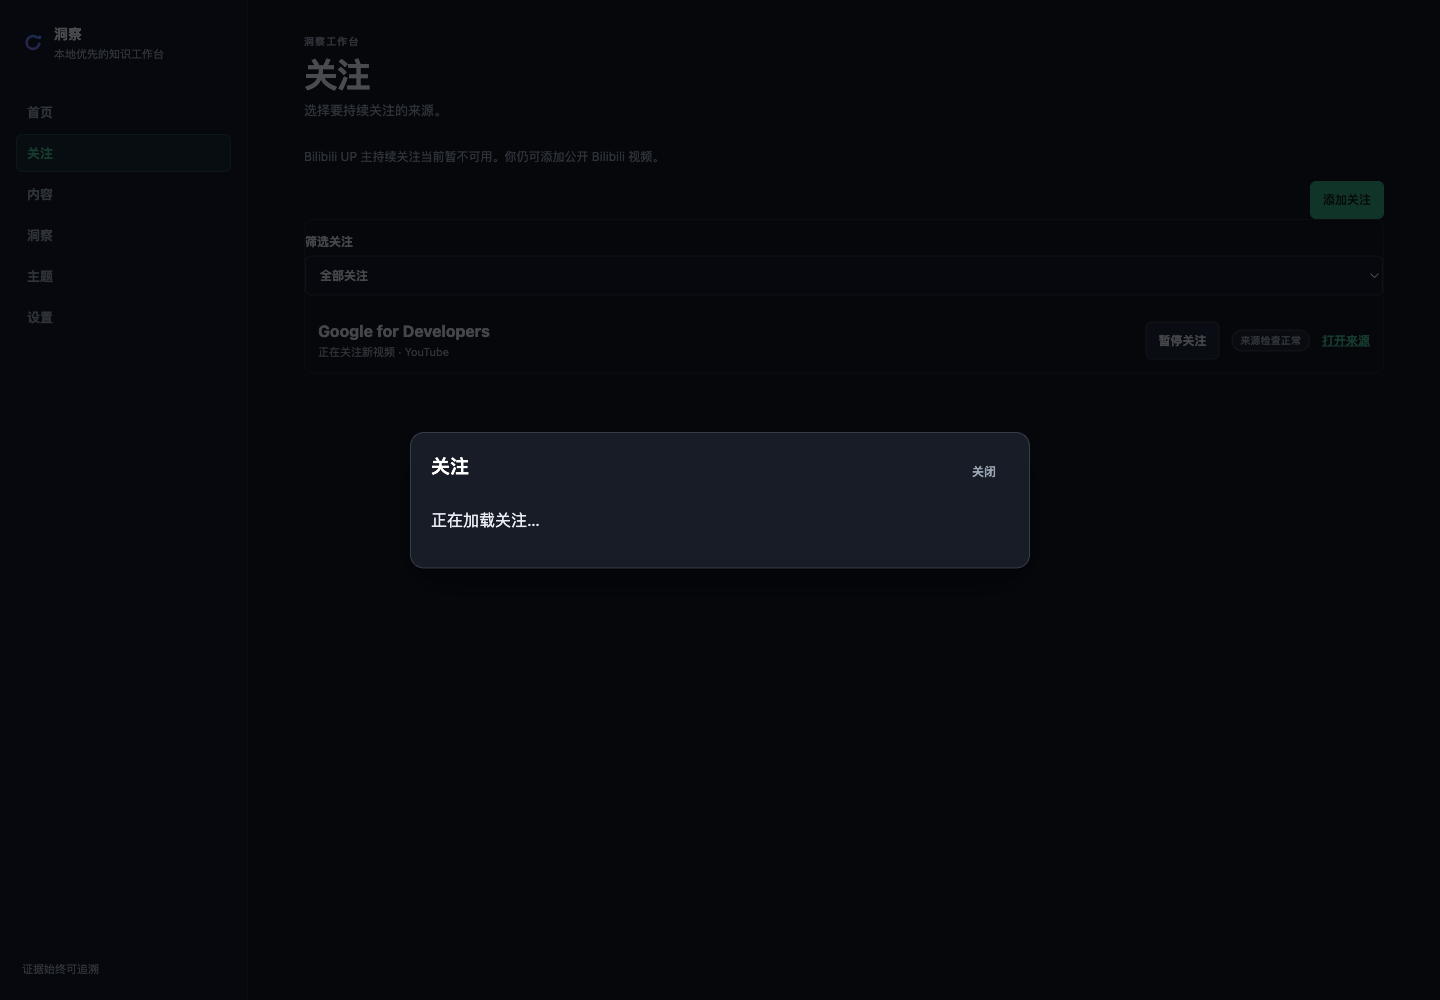 洞察
本地优先的知识工作台
首页
关注
内容
洞察
主题
设置
证据始终可追溯
洞察工作台
关注
选择要持续关注的来源。
Bilibili UP 主持续关注当前暂不可用。你仍可添加公开 Bilibili 视频。
添加关注
筛选关注
全部关注
Google for Developers
正在关注新视频 · YouTube
暂停关注
来源检查正常
打开来源
关注
关闭
正在加载关注...